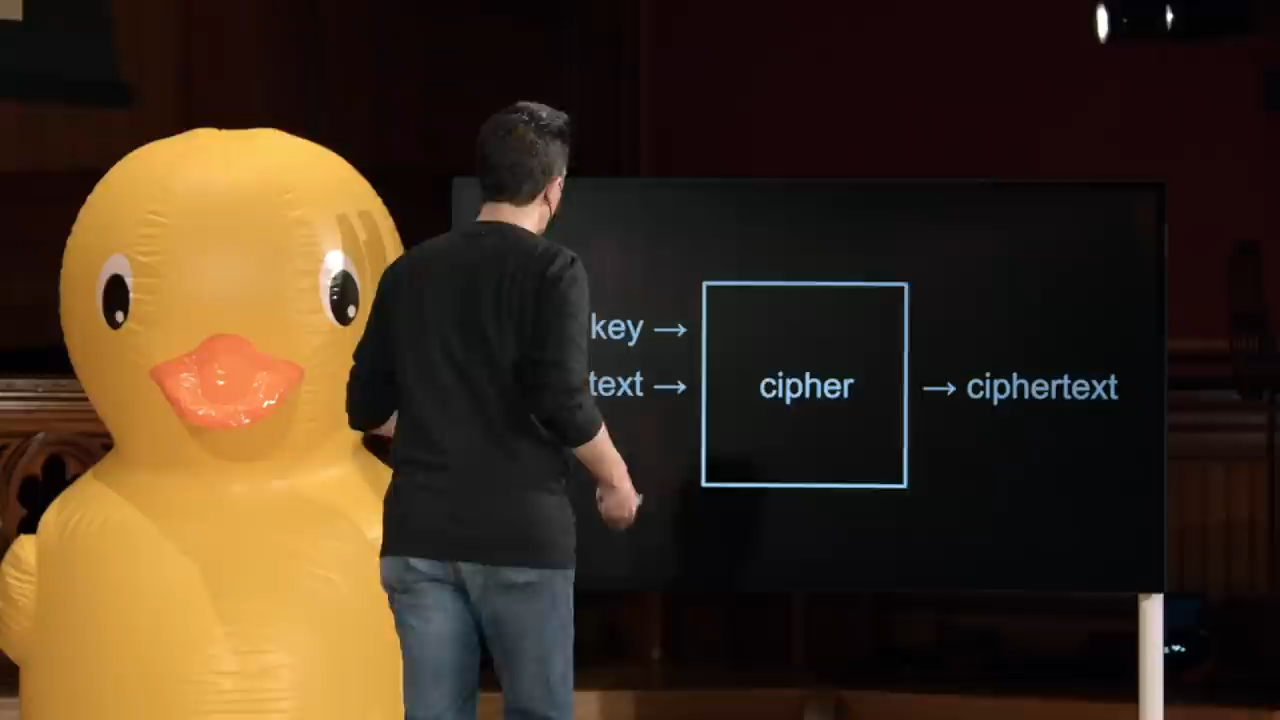 key →
text → cipher → ciphertext